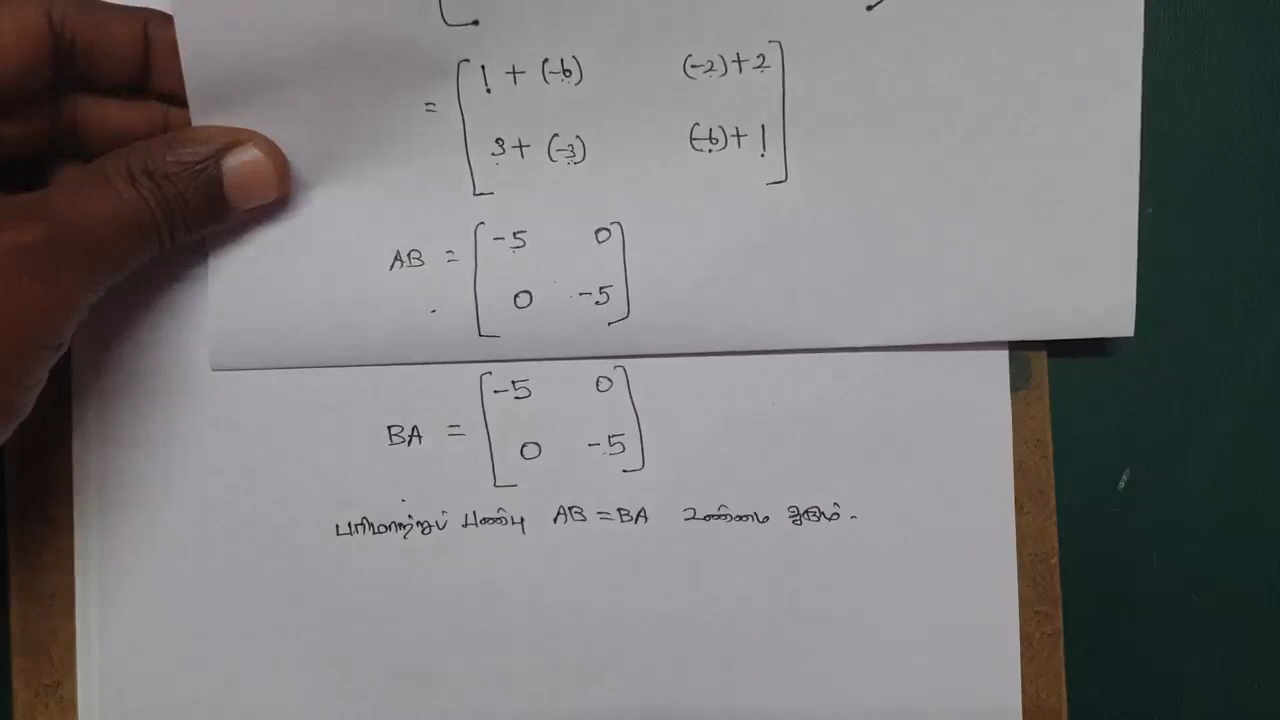 = [ 1 + (-6) (-2)+2
3+ (-3) (-6)+ 1 ]
AB = [ -5 0
0 -5 ]
BA = [ -5 0
0 -5 ]
பரிமாற்றுப் பண்பு AB = BA உண்மை ஆகும்.